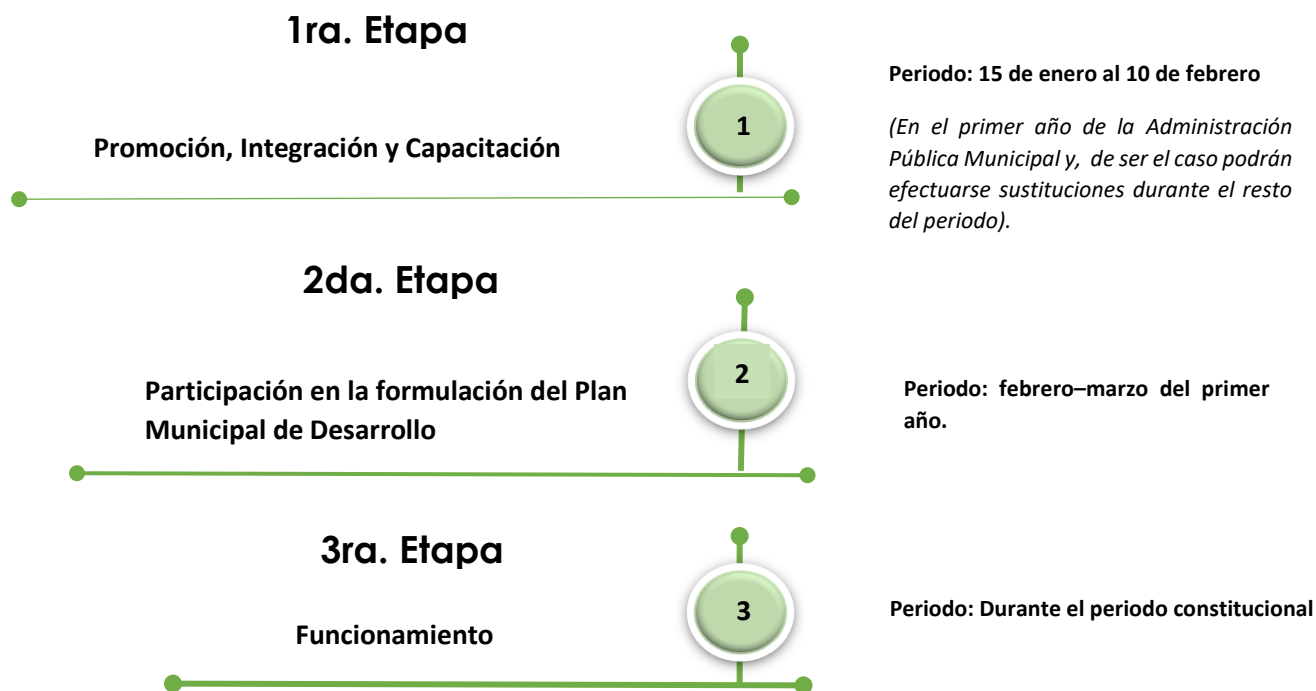 1ra. Etapa
Promoción, Integración y Capacitación
1
Periodo: 15 de enero al 10 de febrero
(En el primer año de la Administración
Pública Municipal y, de ser el caso podrán
efectuarse sustituciones durante el resto
del periodo).
2da. Etapa
Participación en la formulación del Plan
Municipal de Desarrollo
2
Periodo: febrero–marzo del primer
año.
3ra. Etapa
Funcionamiento
3
Periodo: Durante el periodo constitucional